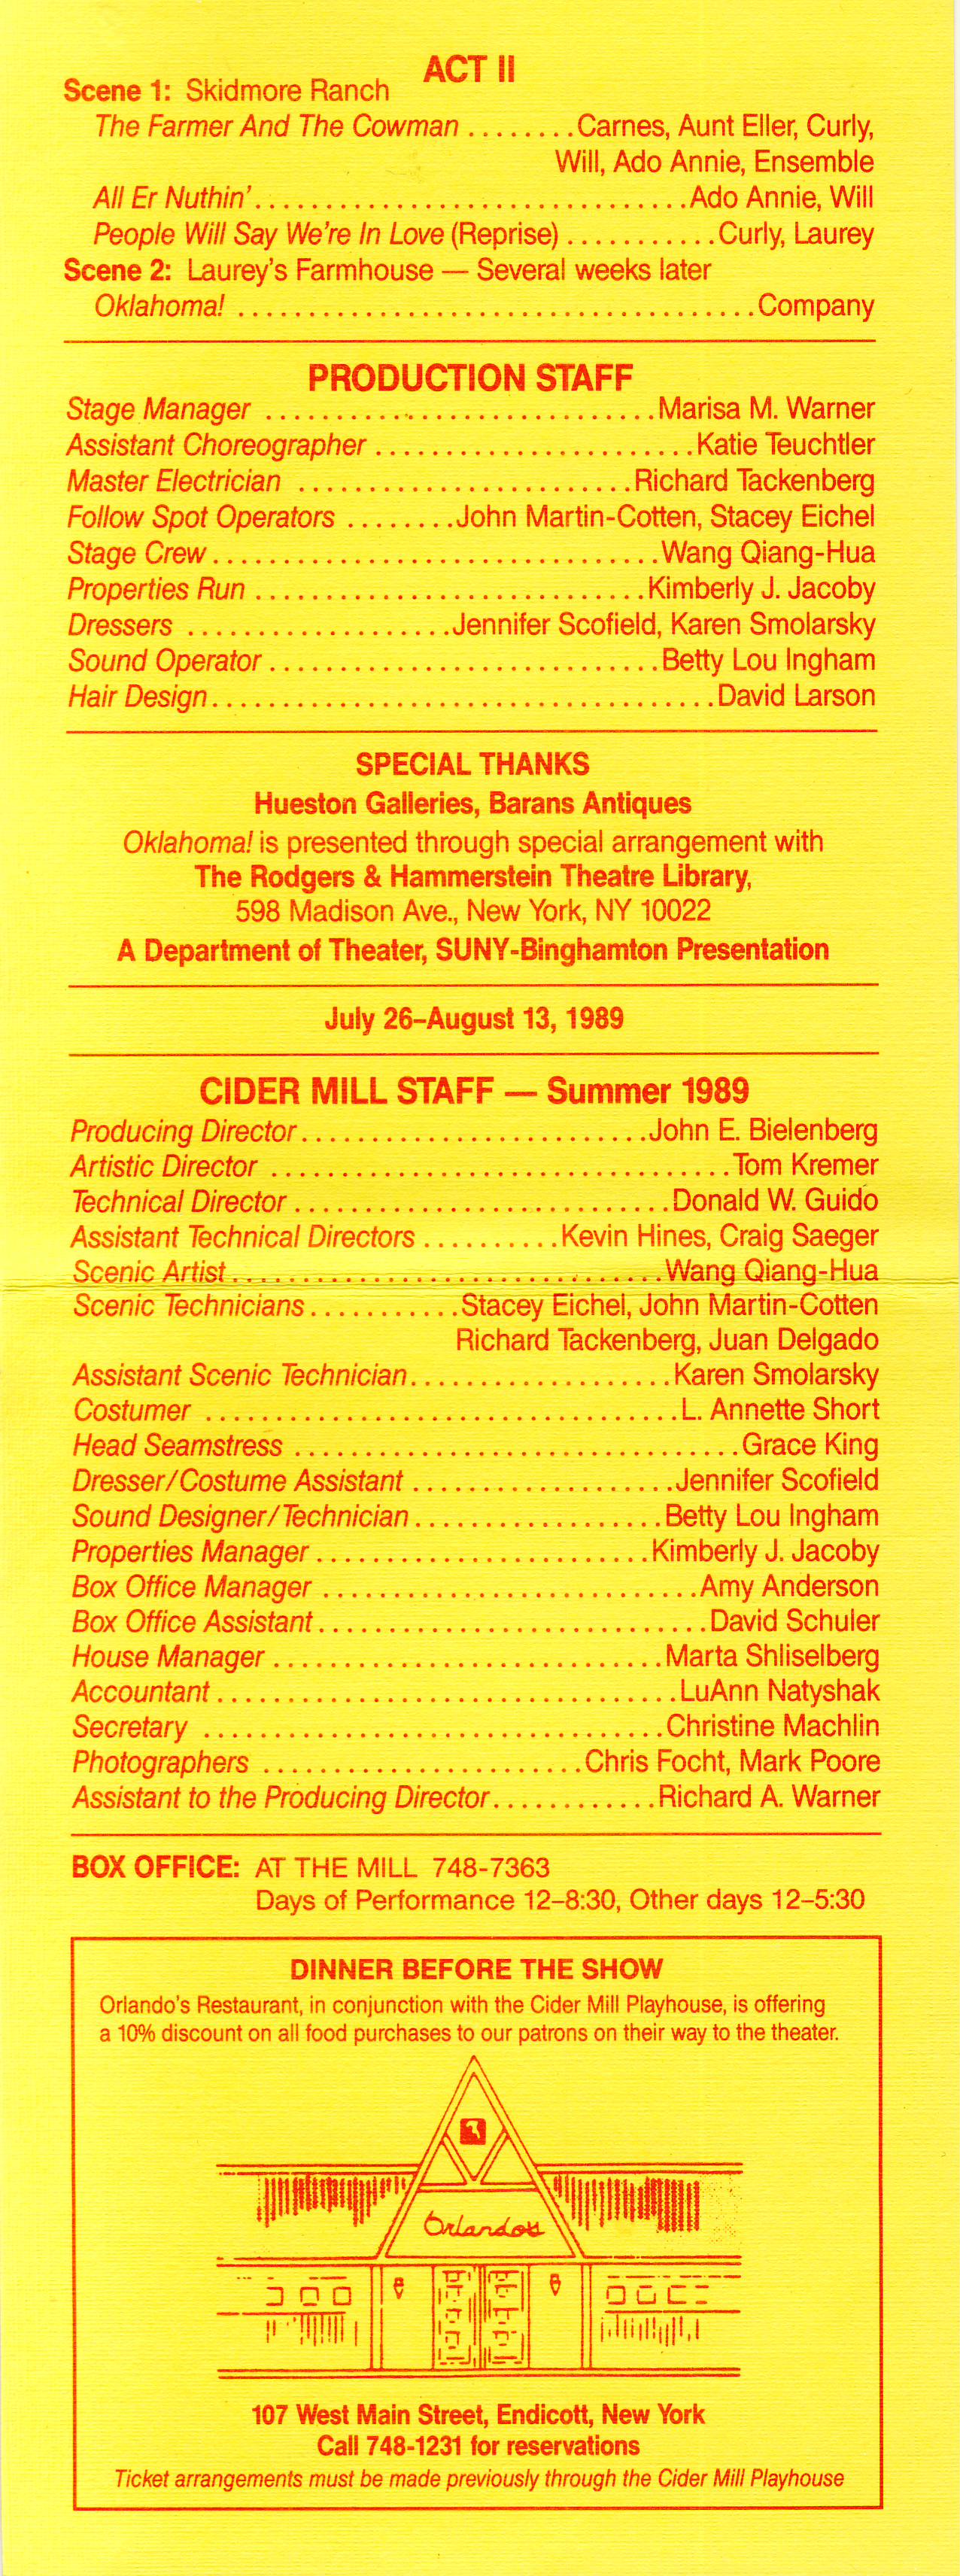 ACT II
Scene 1: Skidmore Ranch
The Farmer And The Cowman ........Carnes, Aunt Eller, Curly,
Will, Ado Annie, Ensemble
All Er Nuthin'...............................Ado Annie, Will
People Will Say We're In Love (Reprise) ...........Curly, Laurey
Scene 2: Laurey's Farmhouse — Several weeks later
Oklahoma! .....................................Company
PRODUCTION STAFF
Stage Manager ............................Marisa M. Warner
Assistant Choreographer .......................Katie Teuchtler
Master Electrician ........................Richard Tackenberg
Follow Spot Operators ........John Martin-Cotten, Stacey Eichel
Stage Crew................................Wang Qiang-Hua
Properties Run ............................Kimberly J. Jacoby
Dressers ...................Jennifer Scofield, Karen Smolarsky
Sound Operator............................Betty Lou Ingham
Hair Design....................................David Larson
SPECIAL THANKS
Hueston Galleries, Barans Antiques
Oklahoma! is presented through special arrangement with
The Rodgers & Hammerstein Theatre Library,
598 Madison Ave., New York, NY 10022
A Department of Theater, SUNY-Binghamton Presentation
July 26–August 13, 1989
CIDER MILL STAFF — Summer 1989
Producing Director.........................John E. Bielenberg
Artistic Director .................................Tom Kremer
Technical Director ...........................Donald W. Guido
Assistant Technical Directors ..........Kevin Hines, Craig Saeger
Scenic Artist...............................Wang Qiang-Hua
Scenic Technicians...........Stacey Eichel, John Martin-Cotten
Richard Tackenberg, Juan Delgado
Assistant Scenic Technician...................Karen Smolarsky
Costumer ..................................L. Annette Short
Head Seamstress ................................Grace King
Dresser/Costume Assistant ...................Jennifer Scofield
Sound Designer/Technician..................Betty Lou Ingham
Properties Manager........................Kimberly J. Jacoby
Box Office Manager ...........................Amy Anderson
Box Office Assistant............................David Schuler
House Manager ............................Marta Shliselberg
Accountant.................................LuAnn Natyshak
Secretary .................................Christine Machlin
Photographers .......................Chris Focht, Mark Poore
Assistant to the Producing Director............Richard A. Warner
BOX OFFICE: AT THE MILL 748-7363
Days of Performance 12–8:30, Other days 12–5:30
DINNER BEFORE THE SHOW
Orlando's Restaurant, in conjunction with the Cider Mill Playhouse, is offering
a 10% discount on all food purchases to our patrons on their way to the theater.
Orlando's
107 West Main Street, Endicott, New York
Call 748-1231 for reservations
Ticket arrangements must be made previously through the Cider Mill Playhouse